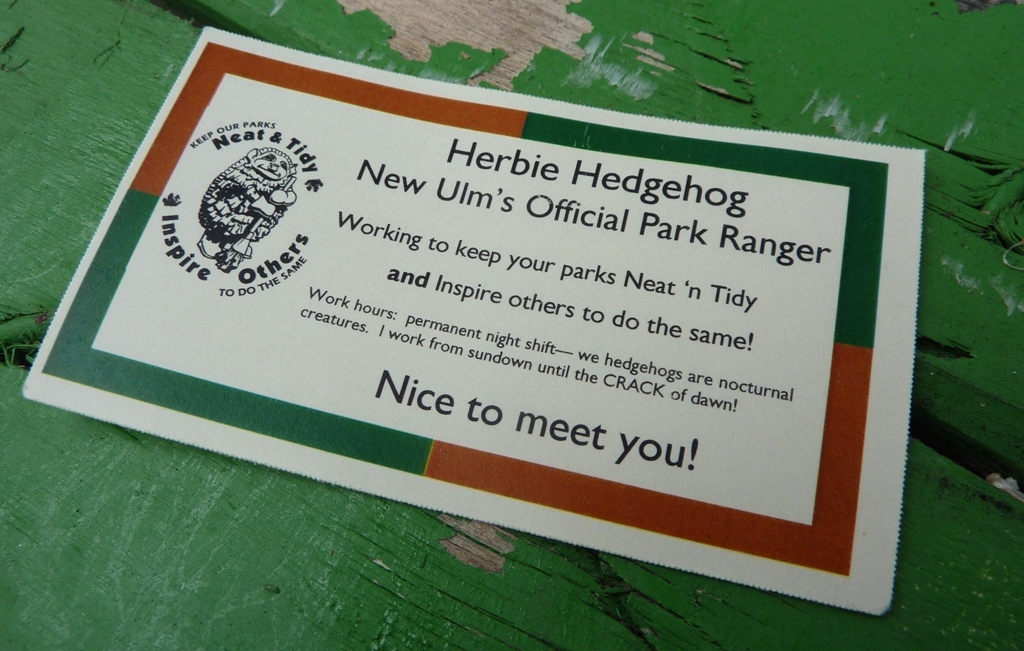 KEEP OUR PARKS
Neat & Tidy
Inspire
Others
TO DO THE SAME
Herbie Hedgehog
New Ulm's Official Park Ranger
Working to keep your parks Neat 'n Tidy
and Inspire others to do the same!
Work hours: permanent night shift— we hedgehogs are nocturnal
creatures. I work from sundown until the CRACK of dawn!
Nice to meet you!